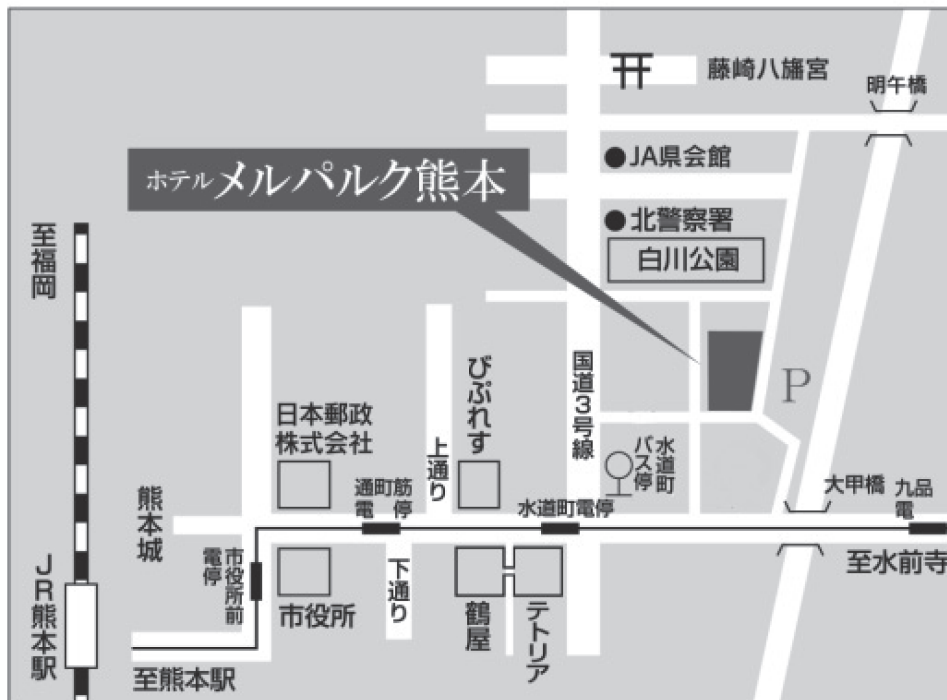 藤崎八旛宮
明午橋
●JA県会館
ホテルメルパルク熊本
●北警察署
白川公園
至福岡
国道3号線
びぷれす
P
日本郵政
株式会社
上通り
水道町
バス停
熊本城
通町筋
電停
水道町電停
大甲橋
九品
電
市役所前
電停
市役所
下通り
鶴屋
テトリア
至水前寺
JR熊本駅
至熊本駅